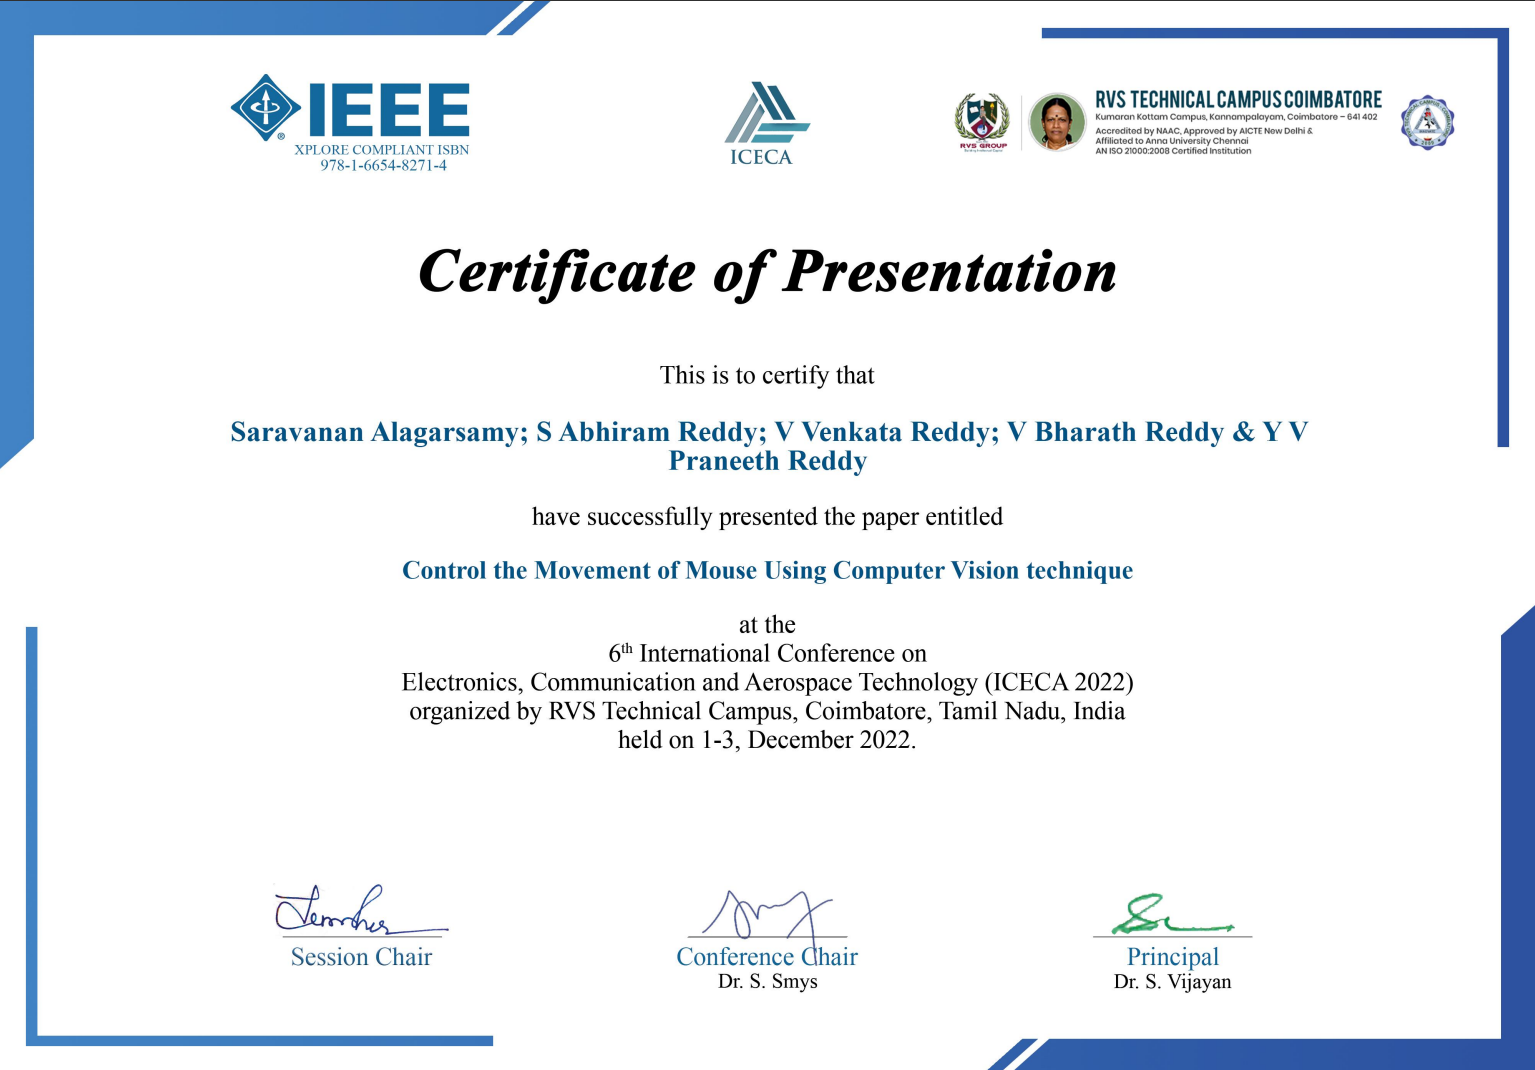 IEEE
XPLORE COMPLIANT ISBN
978-1-6654-8271-4
ICECA
RVS GROUP
RVS TECHNICAL CAMPUS COIMBATORE
Kumaran Kottam Campus, Kannampalayam, Coimbatore – 641 402
Accredited by NAAC, Approved by AICTE New Delhi &
Affiliated to Anna University Chennai
AN ISO 21000:2008 Certified Institution
Certificate of Presentation
This is to certify that
Saravanan Alagarsamy; S Abhiram Reddy; V Venkata Reddy; V Bharath Reddy & Y V
Praneeth Reddy
have successfully presented the paper entitled
Control the Movement of Mouse Using Computer Vision technique
at the
6th International Conference on
Electronics, Communication and Aerospace Technology (ICECA 2022)
organized by RVS Technical Campus, Coimbatore, Tamil Nadu, India
held on 1-3, December 2022.
Session Chair
Conference Chair
Dr. S. Smys
Principal
Dr. S. Vijayan